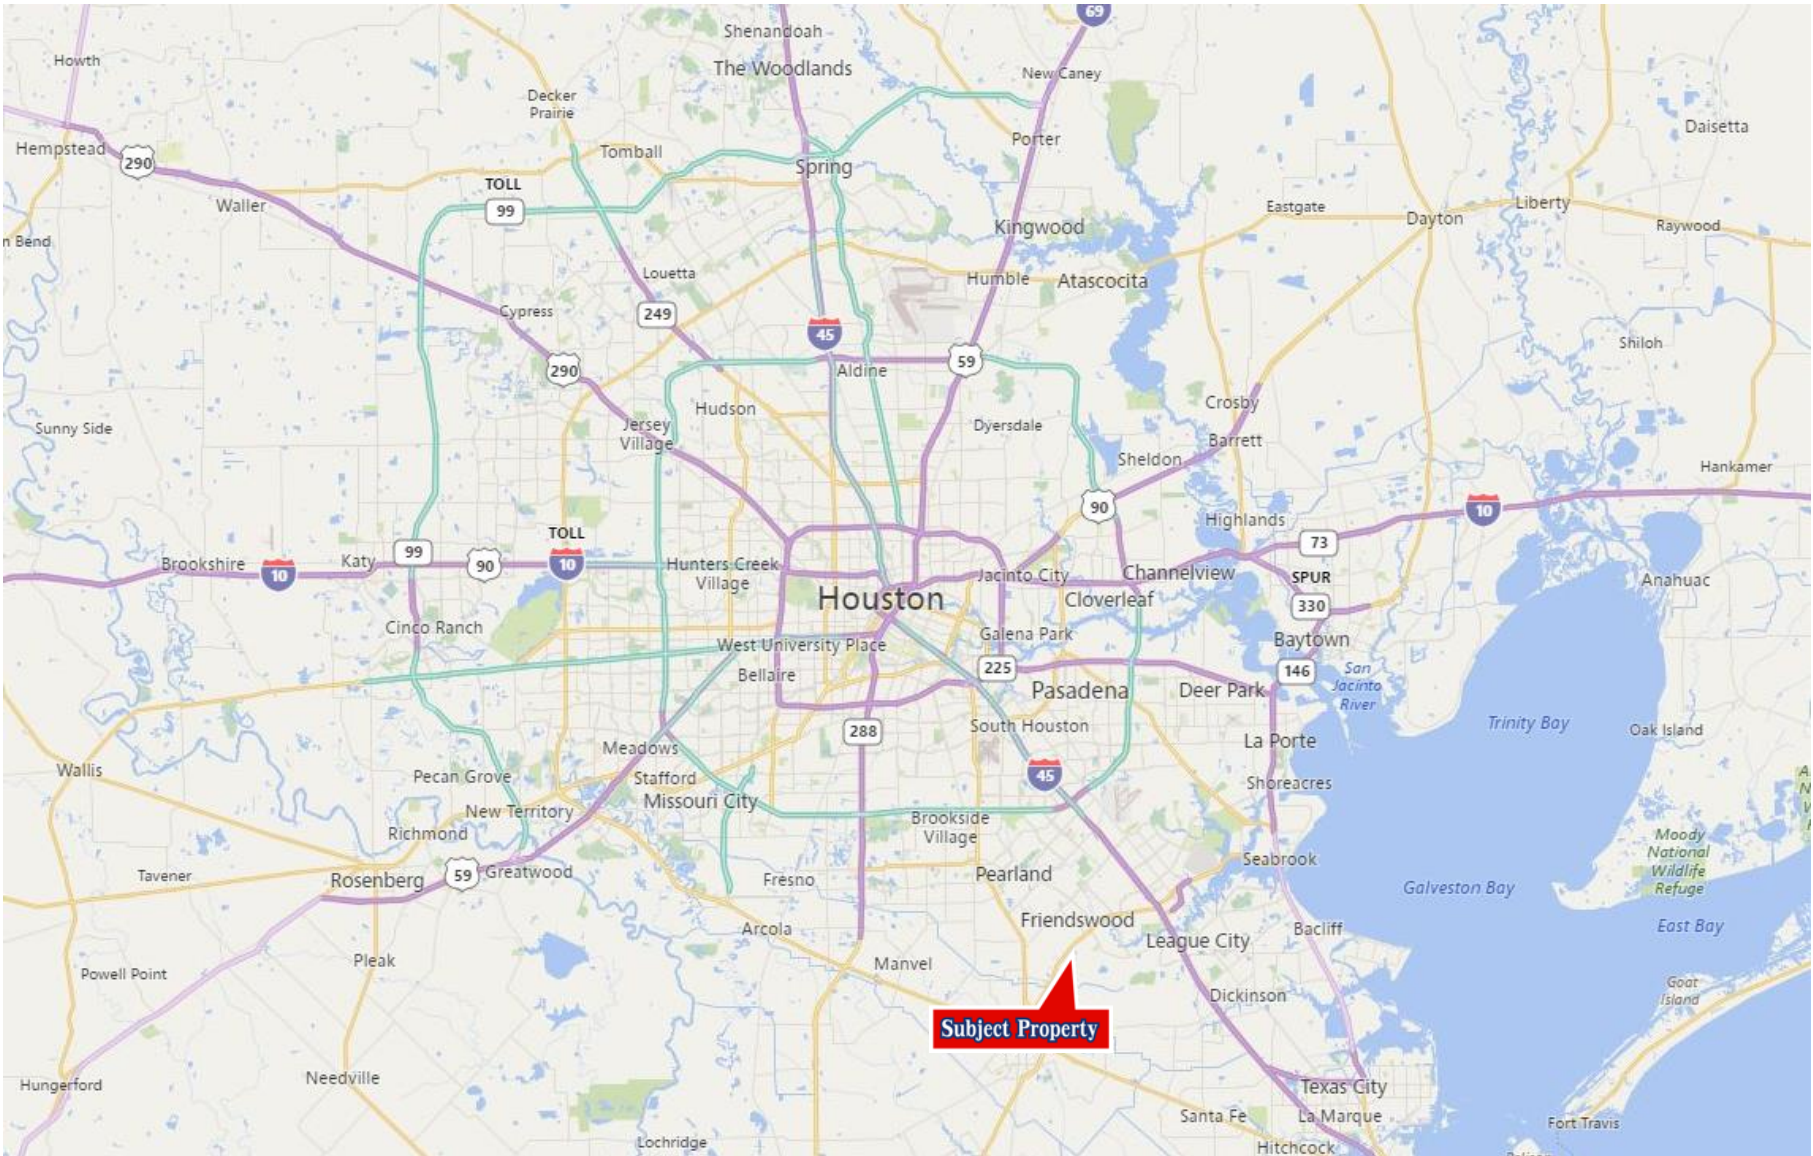 69
Shenandoah
Howth
The Woodlands
New Caney
Decker
Prairie
Daisetta
Porter
Hempstead
290
Tomball
Spring
TOLL
99
Waller
Eastgate
Liberty
Dayton
Raywood
Kingwood
n Bend
Louetta
Humble
Atascocita
Cypress
249
45
Shiloh
59
290
Aldine
Crosby
Hudson
Jersey
Village
Dyersdale
Sunny Side
Barrett
Sheldon
Hankamer
90
10
Highlands
TOLL
73
99
Brookshire
10
Katy
90
10
Hunters Creek
Village
Jacinto City
Channelview
SPUR
Anahuac
Houston
Cloverleaf
330
Cinco Ranch
Galena Park
Baytown
West University Place
225
146
San
Jacinto
River
Bellaire
Pasadena
Deer Park
Trinity Bay
288
South Houston
Oak Island
La Porte
Meadows
45
Wallis
Pecan Grove
Stafford
Shoreacres
A
N
W
F
Missouri City
New Territory
Brookside
Village
Richmond
Moody
National
Wildlife
Refuge
Seabrook
Tavener
Rosenberg
59
Greatwood
Fresno
Pearland
Galveston Bay
Friendswood
East Bay
Arcola
League City
Bacliff
Pleak
Manvel
Powell Point
Goat
Island
Dickinson
Subject Property
Hungerford
Needville
Texas City
Santa Fe
La Marque
Fort Travis
Lochridge
Hitchcock